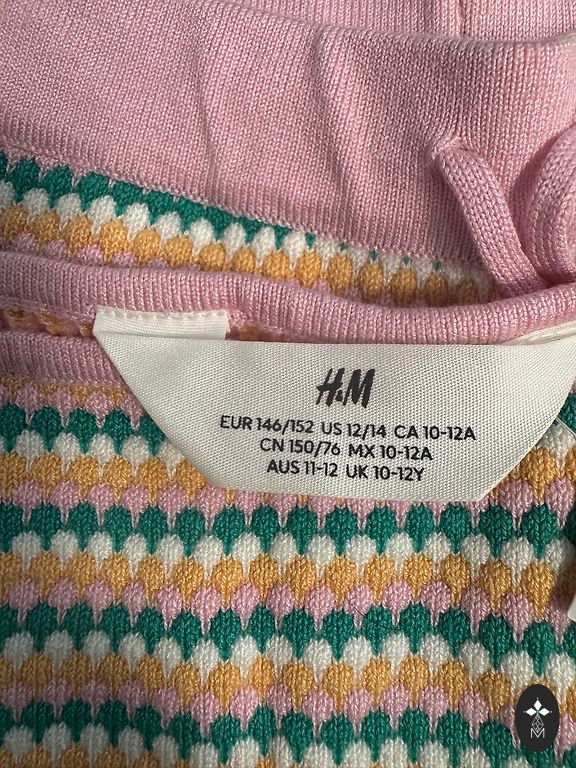 H&M
EUR 146/152 US 12/14 CA 10-12A
CN 150/76 MX 10-12A
AUS 11-12 UK 10-12Y